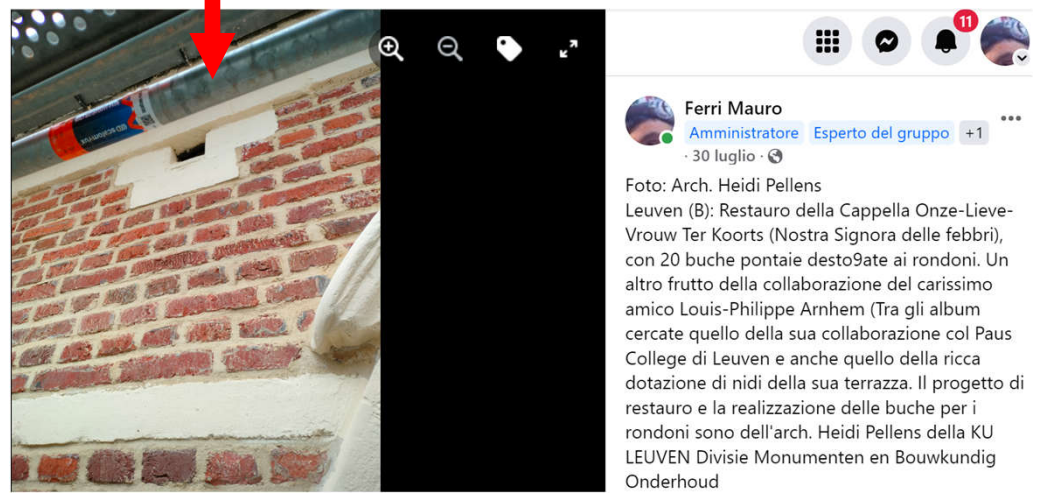 11
Ferri Mauro
Amministratore Esperto del gruppo +1
· 30 luglio ·
Foto: Arch. Heidi Pellens
Leuven (B): Restauro della Cappella Onze-Lieve-
Vrouw Ter Koorts (Nostra Signora delle febbri),
con 20 buche pontaie desto9ate ai rondoni. Un
altro frutto della collaborazione del carissimo
amico Louis-Philippe Arnhem (Tra gli album
cercate quello della sua collaborazione col Paus
College di Leuven e anche quello della ricca
dotazione di nidi della sua terrazza. Il progetto di
restauro e la realizzazione delle buche per i
rondoni sono dell'arch. Heidi Pellens della KU
LEUVEN Divisie Monumenten en Bouwkundig
Onderhoud